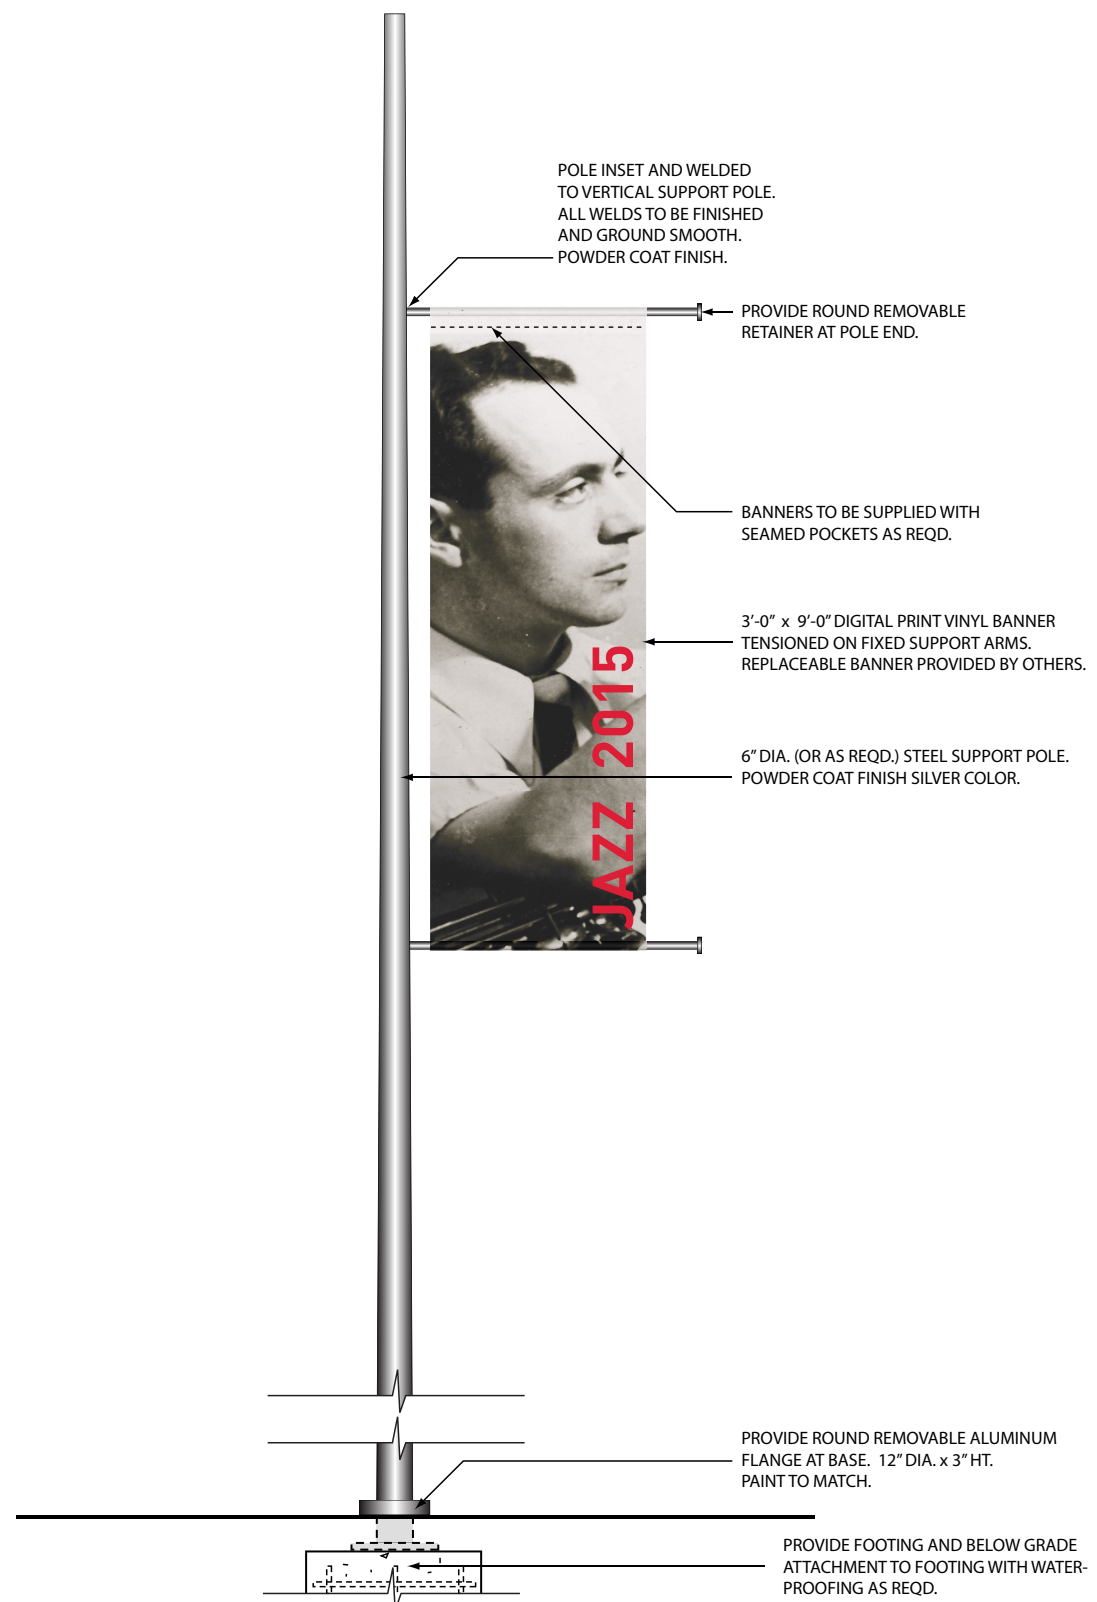 POLE INSET AND WELDED
TO VERTICAL SUPPORT POLE.
ALL WELDS TO BE FINISHED
AND GROUND SMOOTH.
POWDER COAT FINISH.
PROVIDE ROUND REMOVABLE
RETAINER AT POLE END.
BANNERS TO BE SUPPLIED WITH
SEAMED POCKETS AS REQD.
3'-0" x 9'-0" DIGITAL PRINT VINYL BANNER
TENSIONED ON FIXED SUPPORT ARMS.
REPLACEABLE BANNER PROVIDED BY OTHERS.
JAZZ 2015
6" DIA. (OR AS REQD.) STEEL SUPPORT POLE.
POWDER COAT FINISH SILVER COLOR.
PROVIDE ROUND REMOVABLE ALUMINUM
FLANGE AT BASE. 12" DIA. x 3" HT.
PAINT TO MATCH.
PROVIDE FOOTING AND BELOW GRADE
ATTACHMENT TO FOOTING WITH WATER-
PROOFING AS REQD.